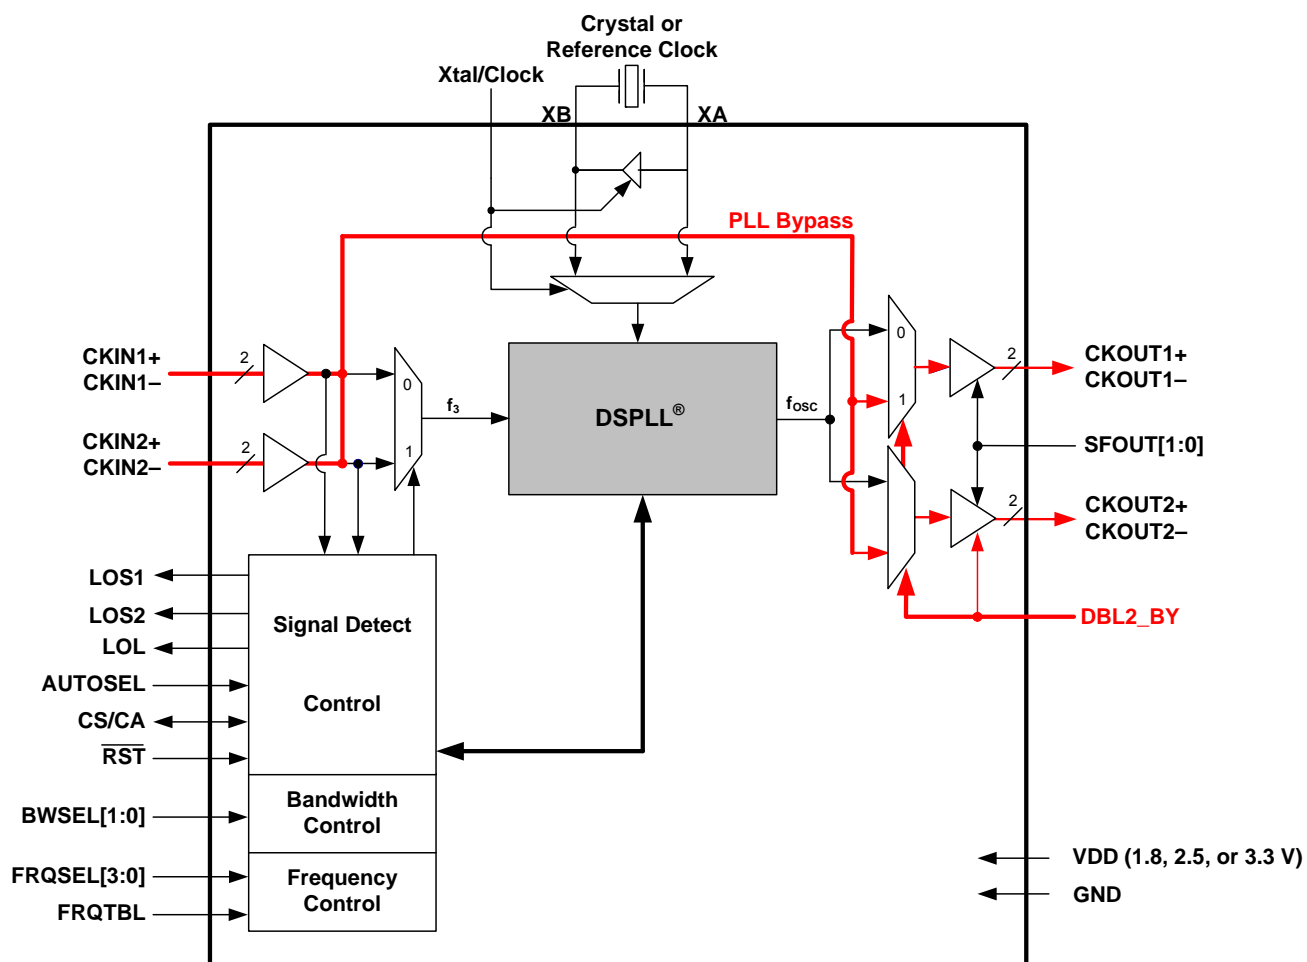 Crystal or
Reference Clock
Xtal/Clock
XB
XA
PLL Bypass
CKIN1+
CKIN1–
2
0
CKIN2+
CKIN2–
2
1
f3
DSPLL®
fOSC
0
1
2
CKOUT1+
CKOUT1–
SFOUT[1:0]
2
CKOUT2+
CKOUT2–
DBL2_BY
LOS1
LOS2
LOL
AUTOSEL
CS/CA
RST
Signal Detect
Control
BWSEL[1:0]
Bandwidth
Control
FRQSEL[3:0]
FRQTBL
Frequency
Control
VDD (1.8, 2.5, or 3.3 V)
GND